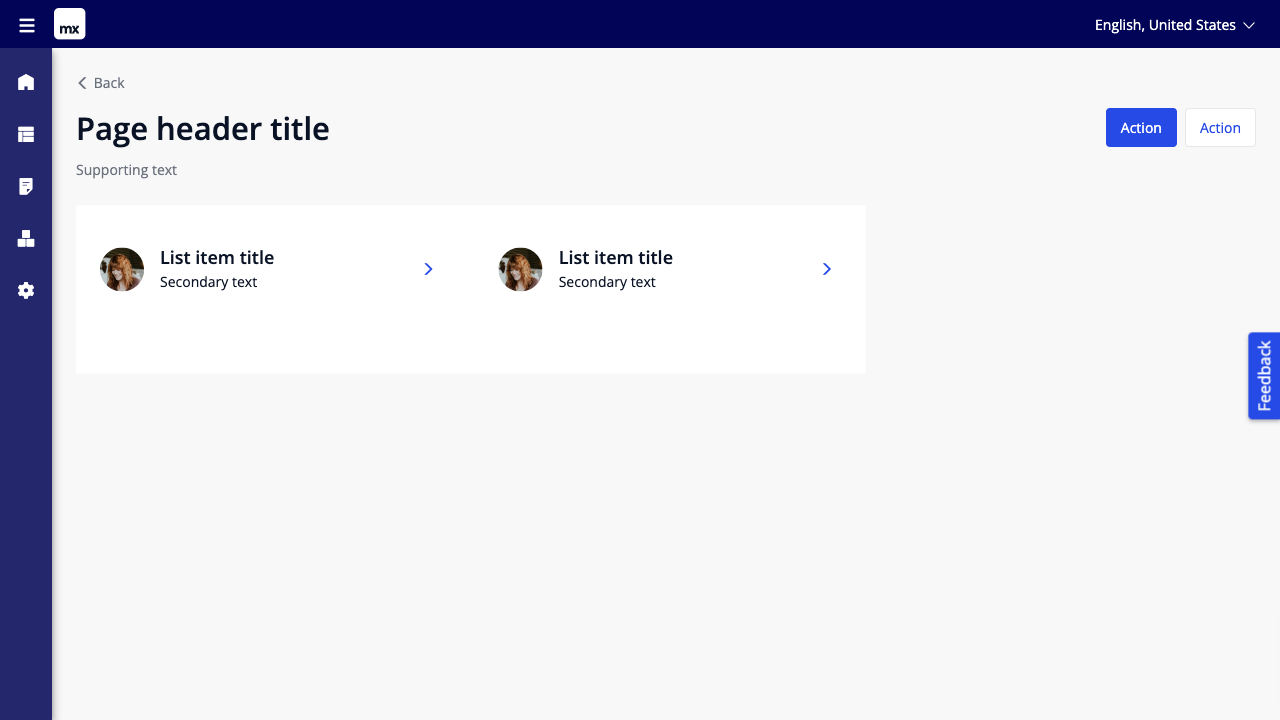 mx
English, United States
Back
Page header title
Action
Action
Supporting text
List item title
Secondary text
List item title
Secondary text
Feedback